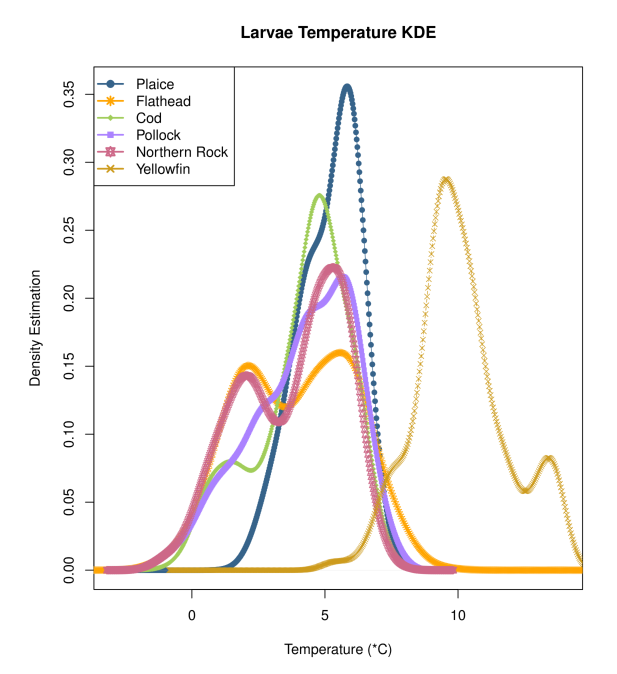 Larvae Temperature KDE
Plaice
Flathead
Cod
Pollock
Northern Rock
Yellowfin
0.35
0.30
0.25
0.20
0.15
0.10
0.05
0.00
Density Estimation
0 5 10
Temperature (*C)